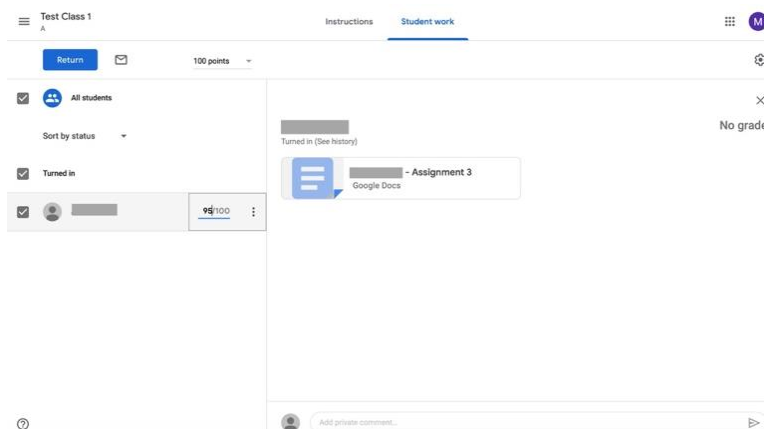 Test Class 1
A
Instructions
Student work
M
Return
100 points
All students
Sort by status
Turned in
95/100
No grade
Turned in (See history)
- Assignment 3
Google Docs
Add private comment...